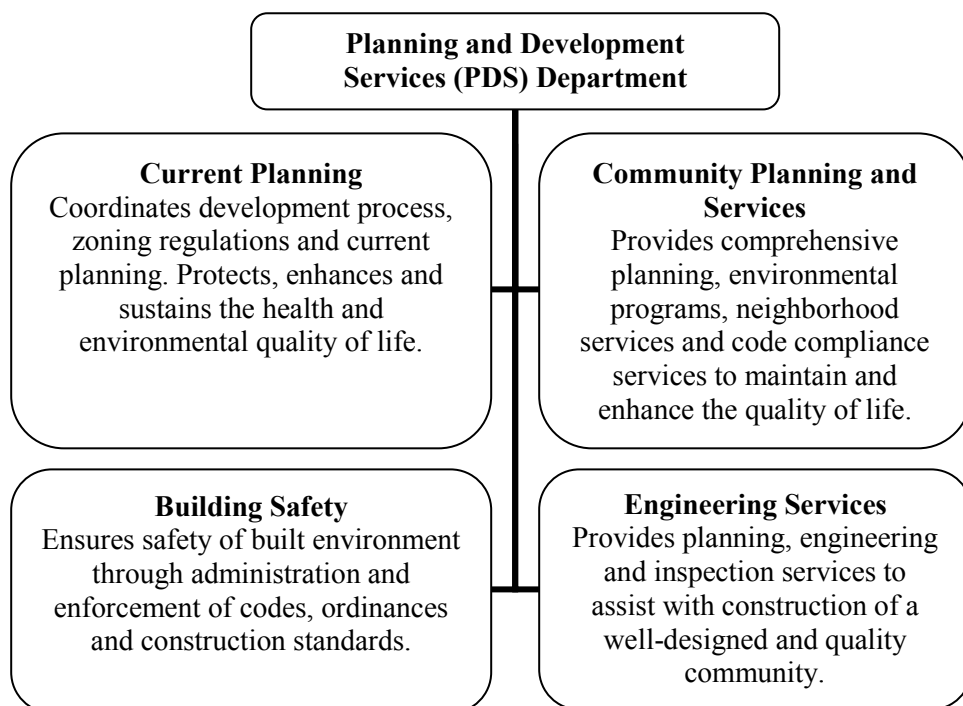 Planning and Development
Services (PDS) Department
Current Planning
Coordinates development process,
zoning regulations and current
planning. Protects, enhances and
sustains the health and
environmental quality of life.
Community Planning and
Services
Provides comprehensive
planning, environmental
programs, neighborhood
services and code compliance
services to maintain and
enhance the quality of life.
Building Safety
Ensures safety of built environment
through administration and
enforcement of codes, ordinances
and construction standards.
Engineering Services
Provides planning, engineering
and inspection services to
assist with construction of a
well-designed and quality
community.